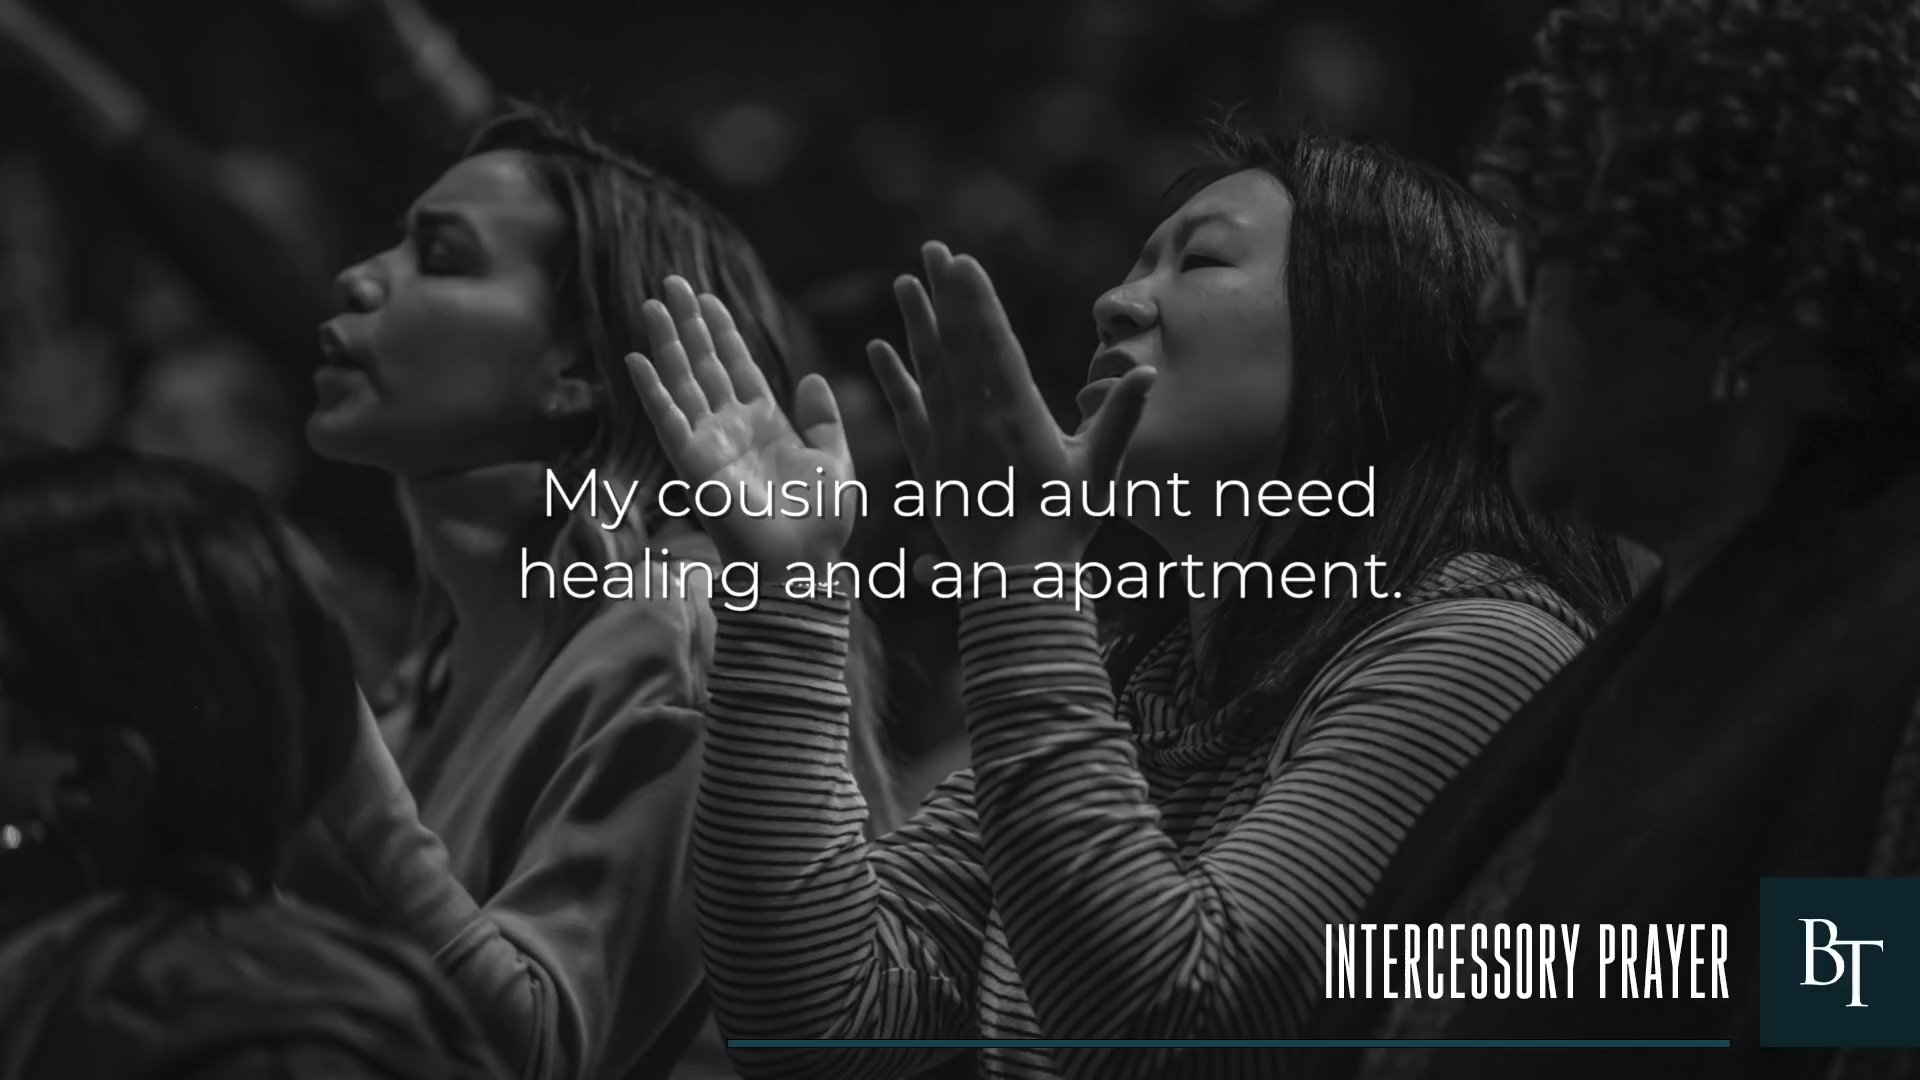 My cousin and aunt need
healing and an apartment.
INTERCESSORY PRAYER
BT